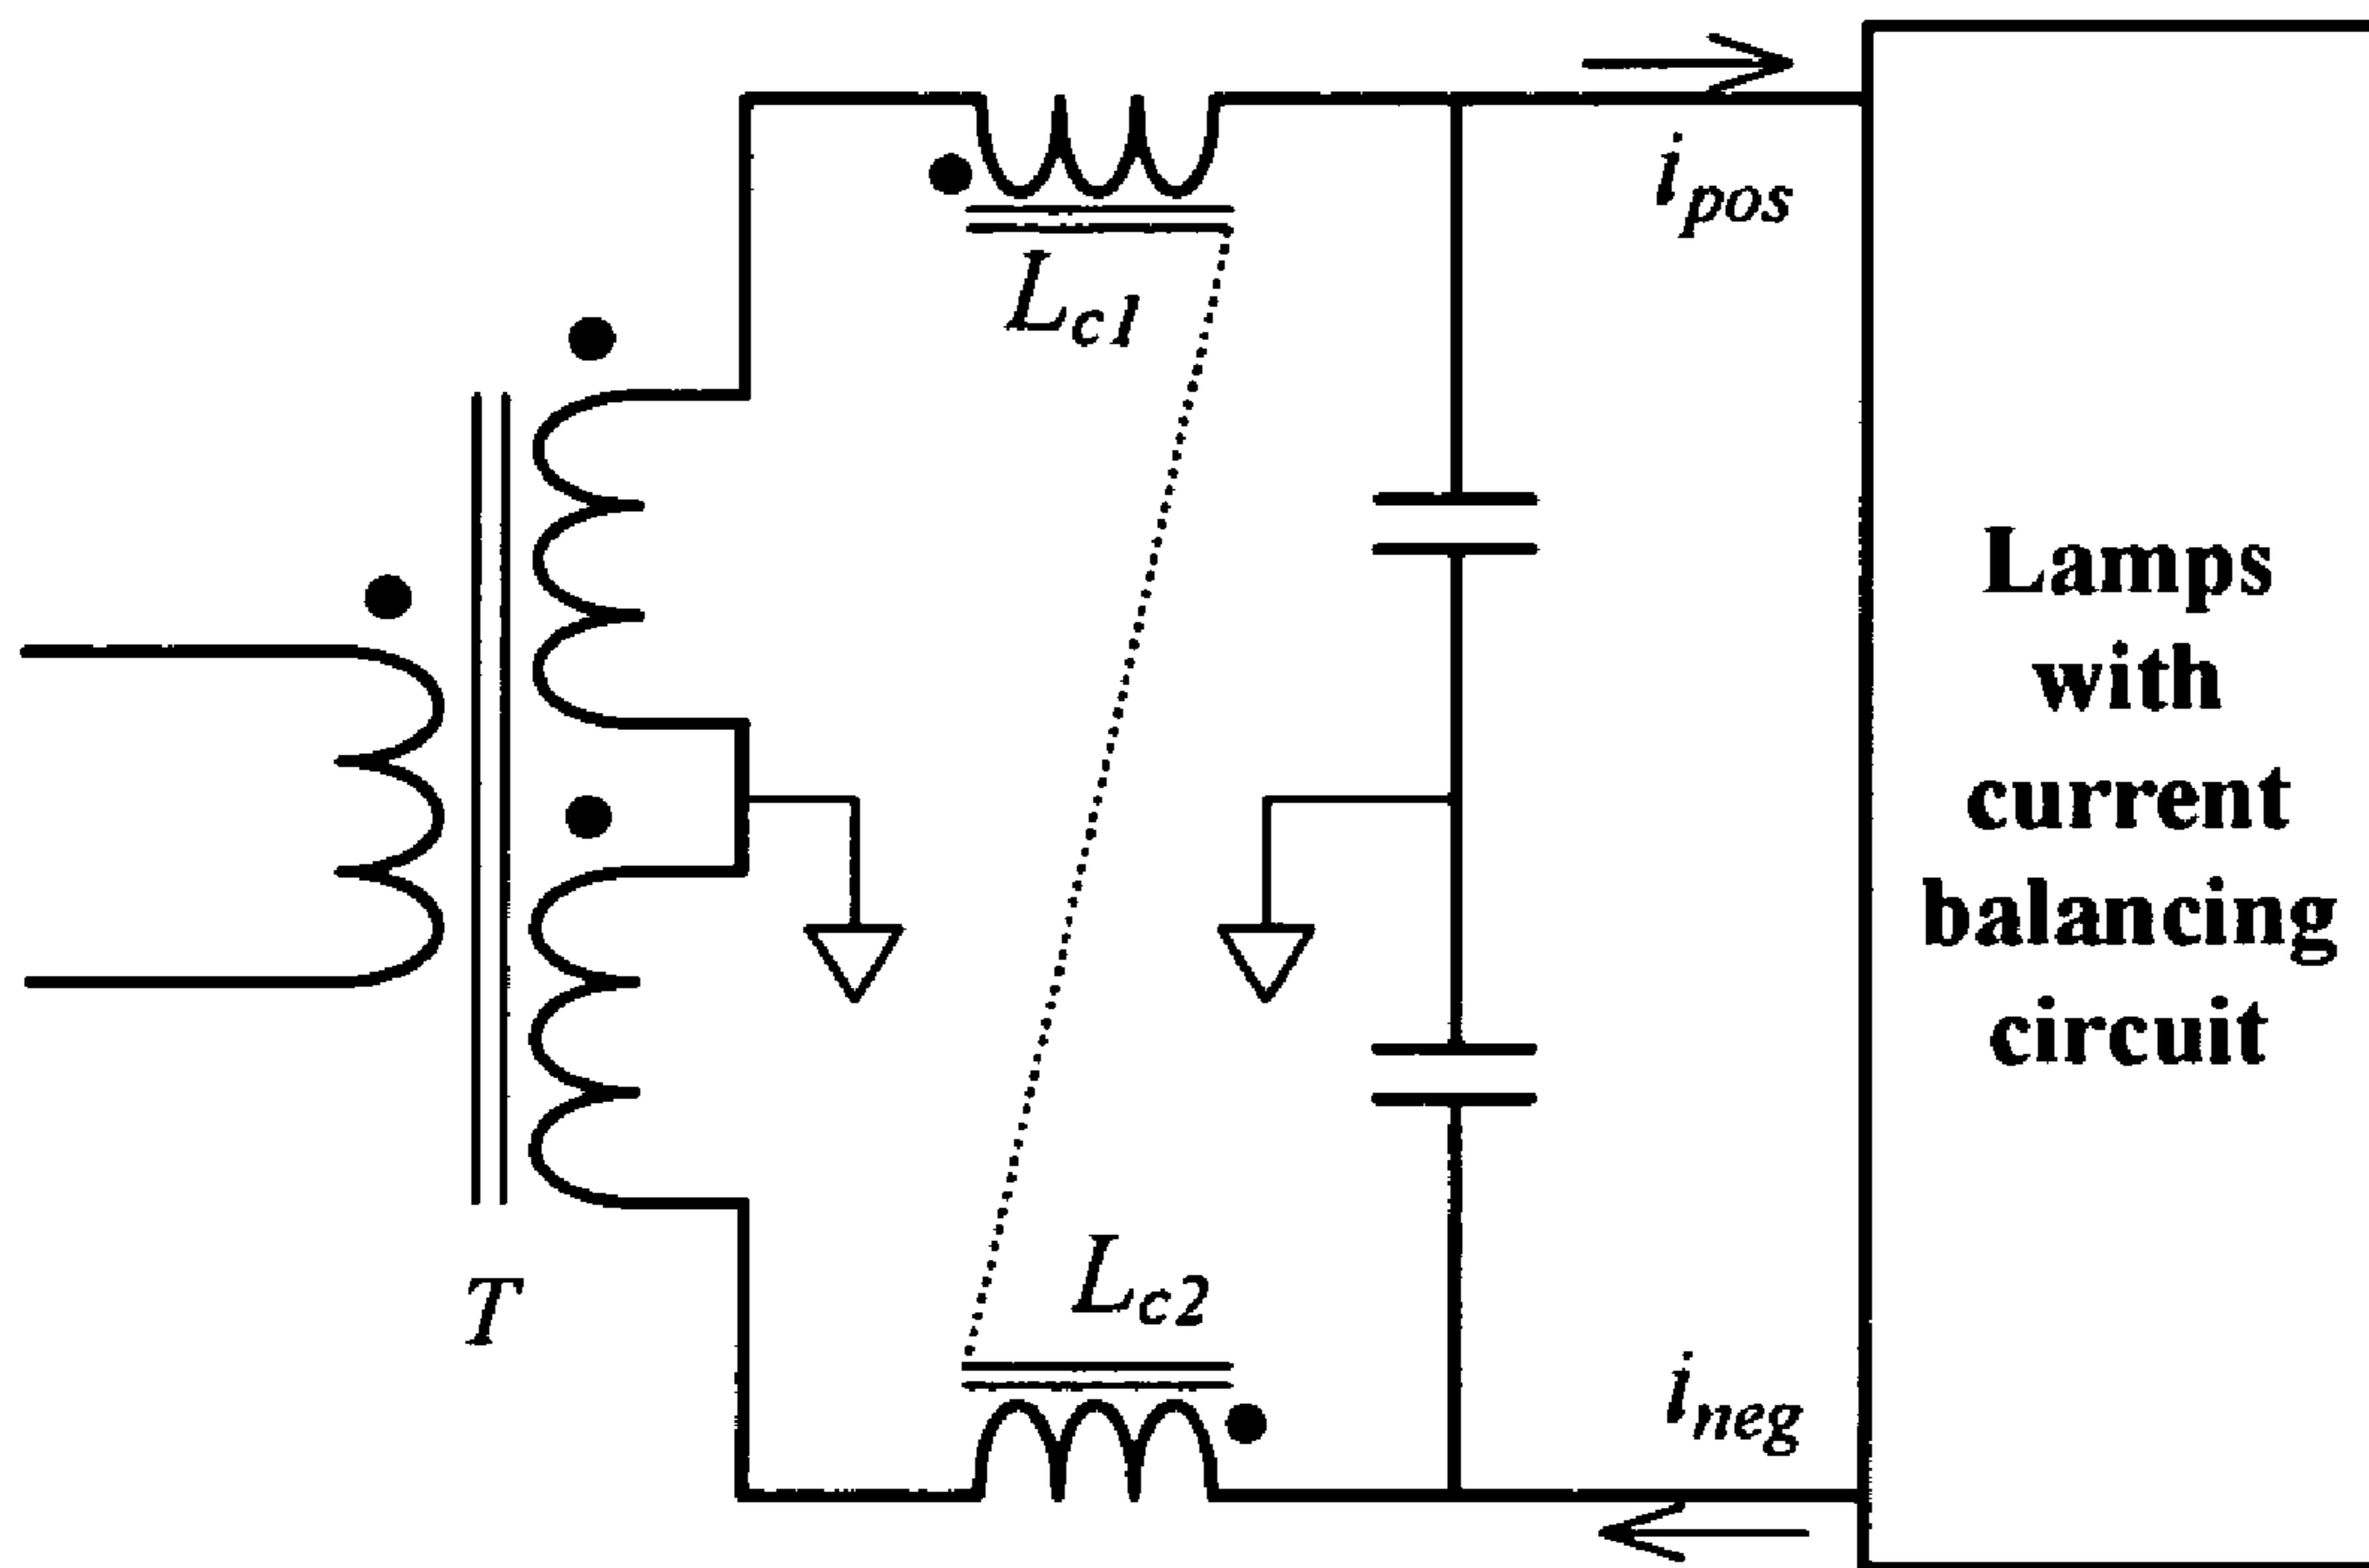 i_pos
L_c1
Lamps
with
current
balancing
circuit
L_c2
T
i_neg